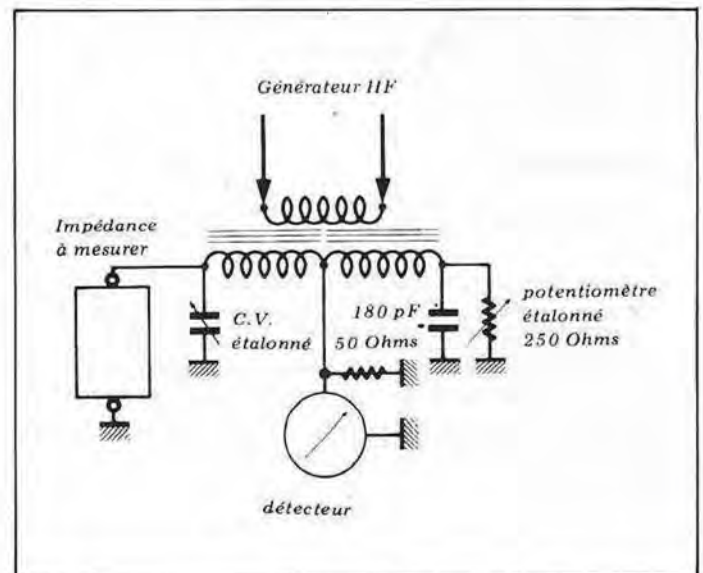 Générateur HF
Impédance
à mesurer
C.V.
étalonné
180 pF
50 Ohms
potentiomètre
étalonné
250 Ohms
détecteur